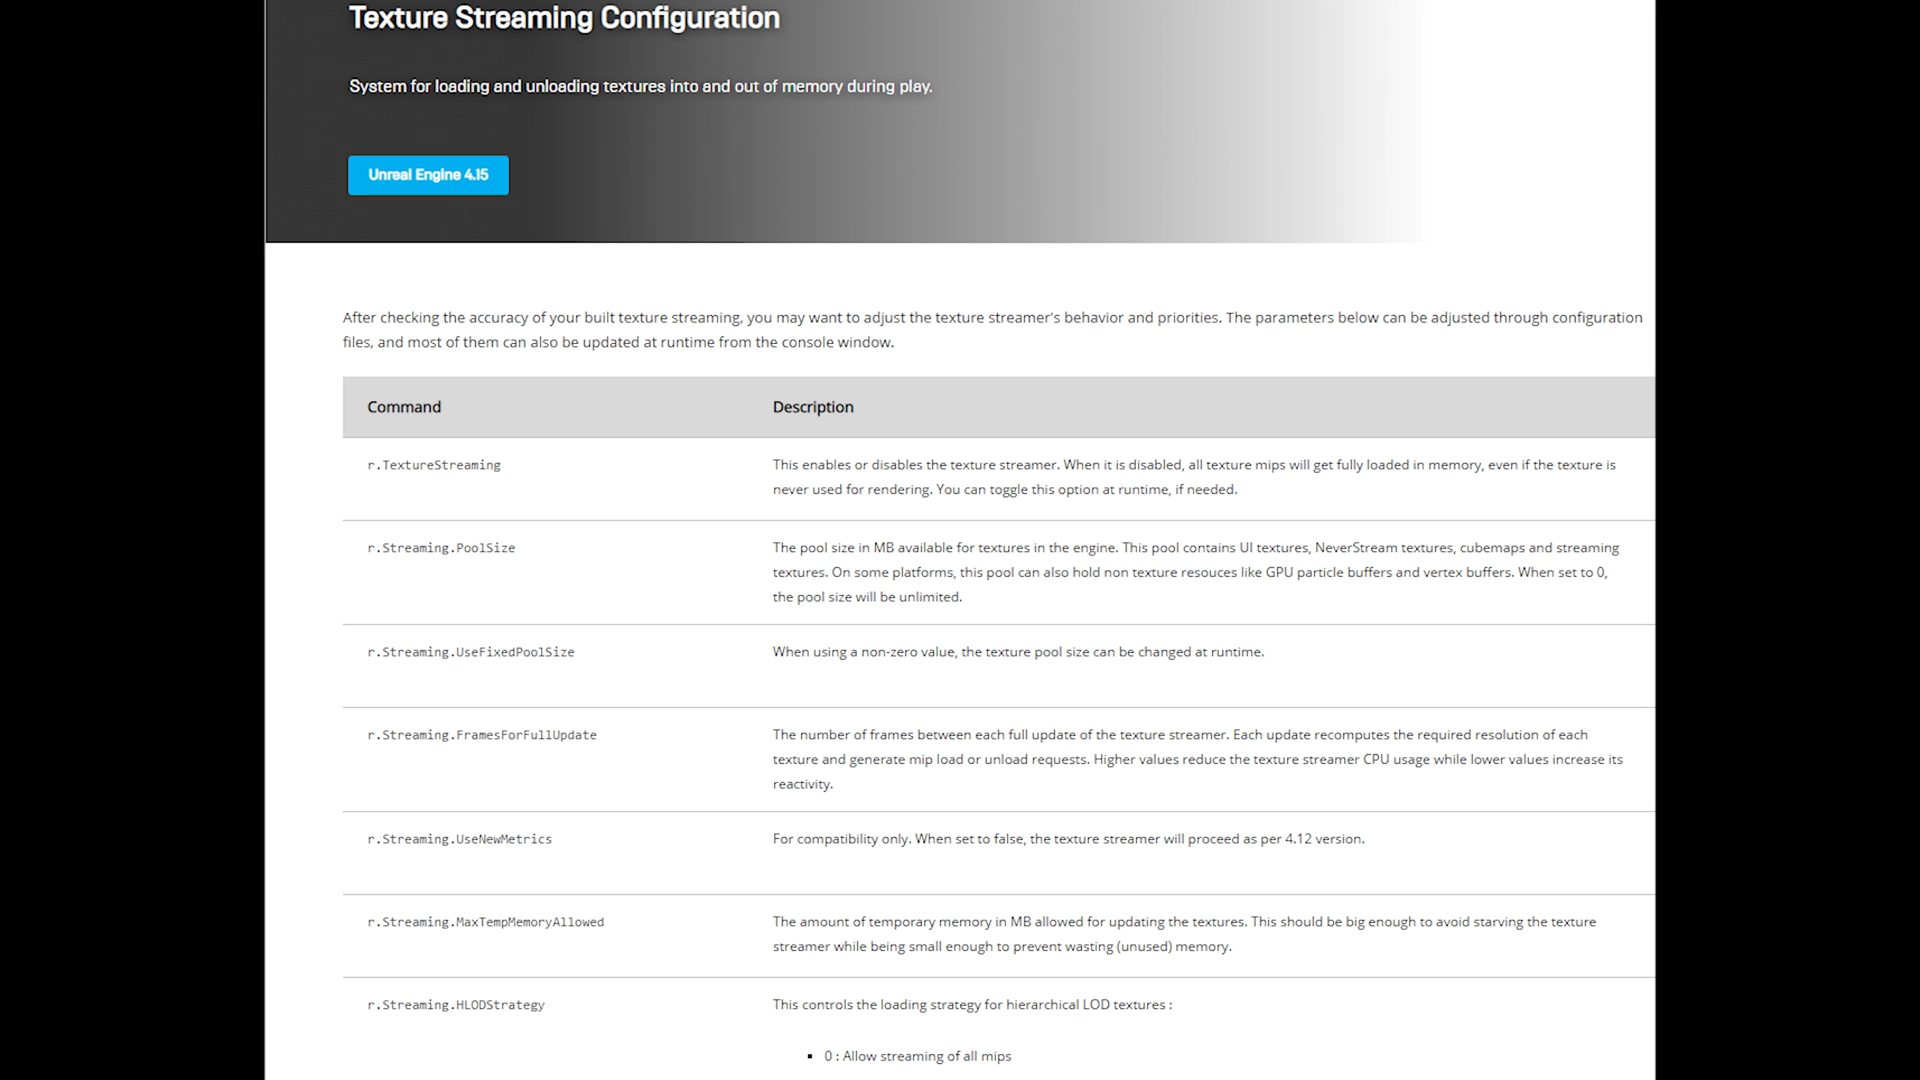 Texture Streaming Configuration
System for loading and unloading textures into and out of memory during play.
Unreal Engine 4.15
After checking the accuracy of your built texture streaming, you may want to adjust the texture streamer's behavior and priorities. The parameters below can be adjusted through configuration
files, and most of them can also be updated at runtime from the console window.
Command Description
r.TextureStreaming This enables or disables the texture streamer. When it is disabled, all texture mips will get fully loaded in memory, even if the texture is
never used for rendering. You can toggle this option at runtime, if needed.
r.Streaming.PoolSize The pool size in MB available for textures in the engine. This pool contains UI textures, NeverStream textures, cubemaps and streaming
textures. On some platforms, this pool can also hold non texture resouces like GPU particle buffers and vertex buffers. When set to 0,
the pool size will be unlimited.
r.Streaming.UseFixedPoolSize When using a non-zero value, the texture pool size can be changed at runtime.
r.Streaming.FramesForFullUpdate The number of frames between each full update of the texture streamer. Each update recomputes the required resolution of each
texture and generate mip load or unload requests. Higher values reduce the texture streamer CPU usage while lower values increase its
reactivity.
r.Streaming.UseNewMetrics For compatibility only. When set to false, the texture streamer will proceed as per 4.12 version.
r.Streaming.MaxTempMemoryAllowed The amount of temporary memory in MB allowed for updating the textures. This should be big enough to avoid starving the texture
streamer while being small enough to prevent wasting (unused) memory.
r.Streaming.HLODStrategy This controls the loading strategy for hierarchical LOD textures :
▪ 0 : Allow streaming of all mips